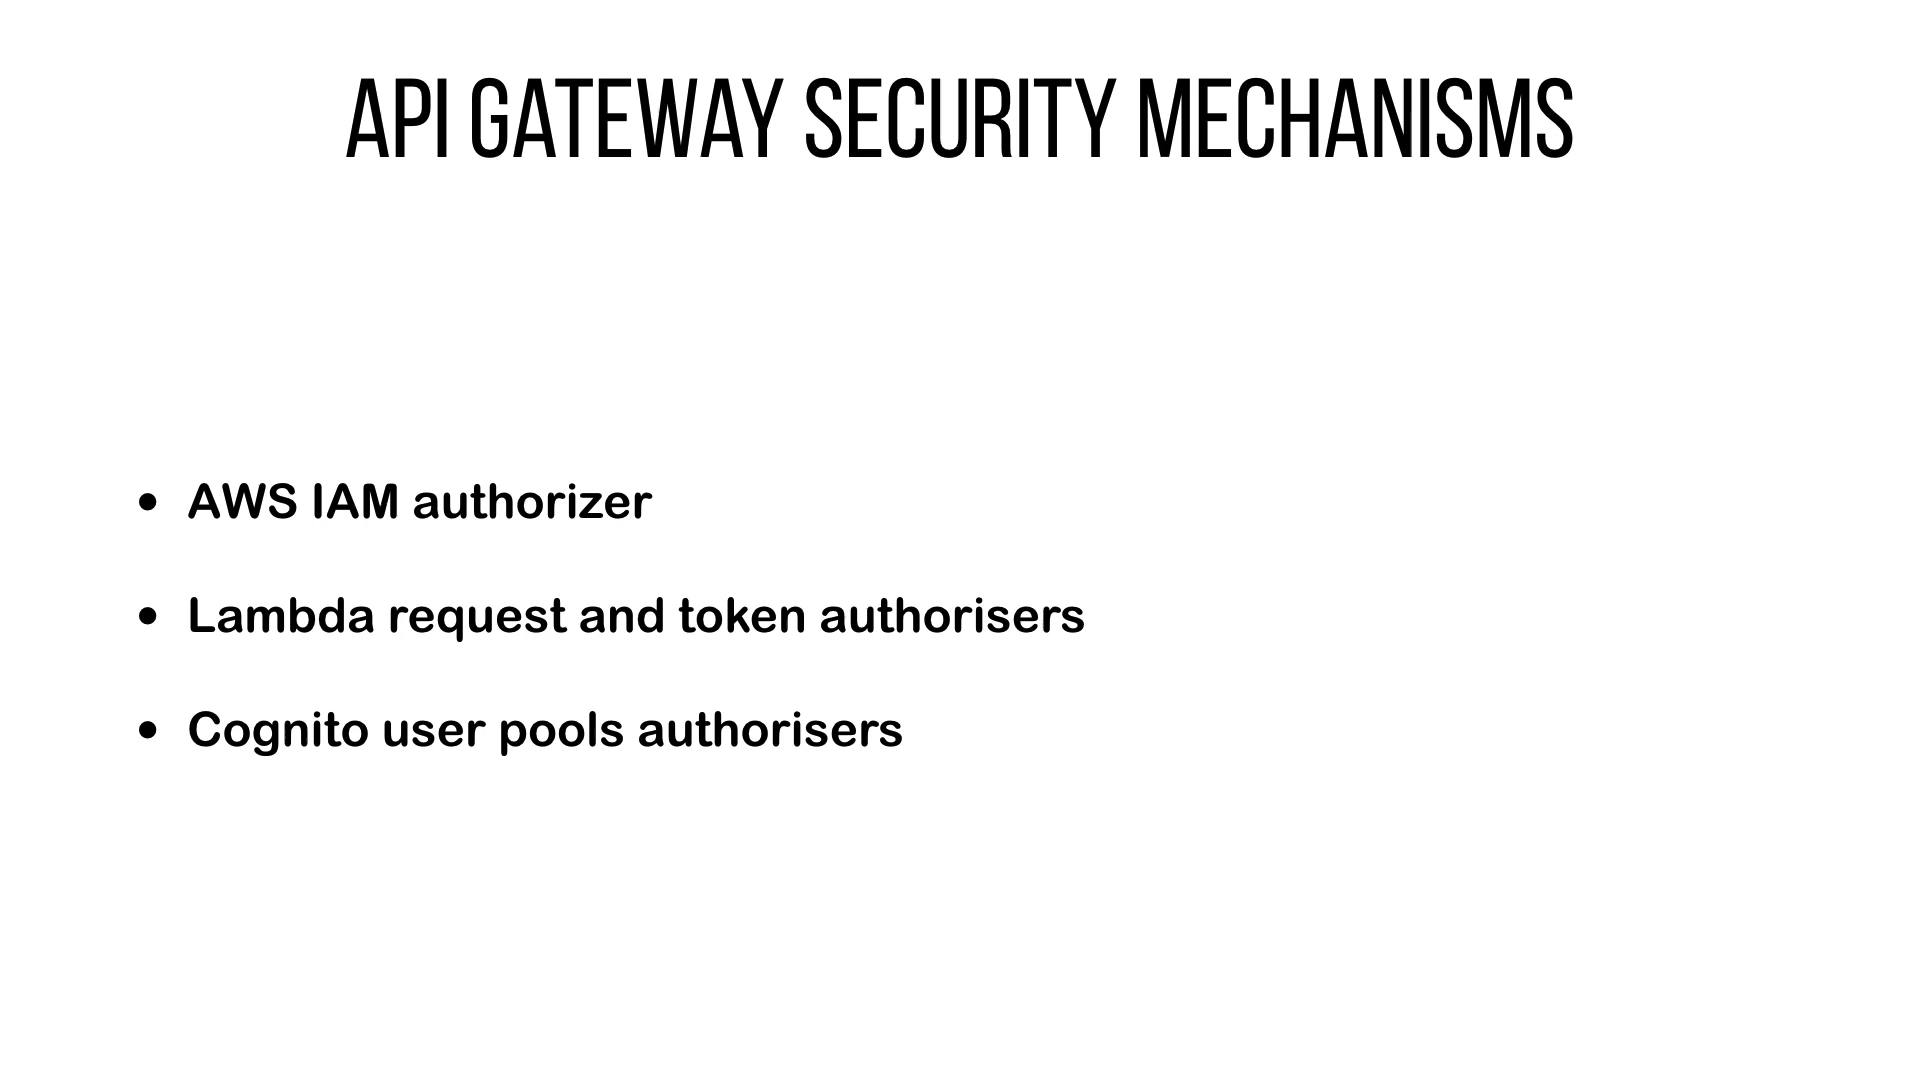 API GATEWAY SECURITY MECHANISMS
• AWS IAM authorizer
• Lambda request and token authorisers
• Cognito user pools authorisers